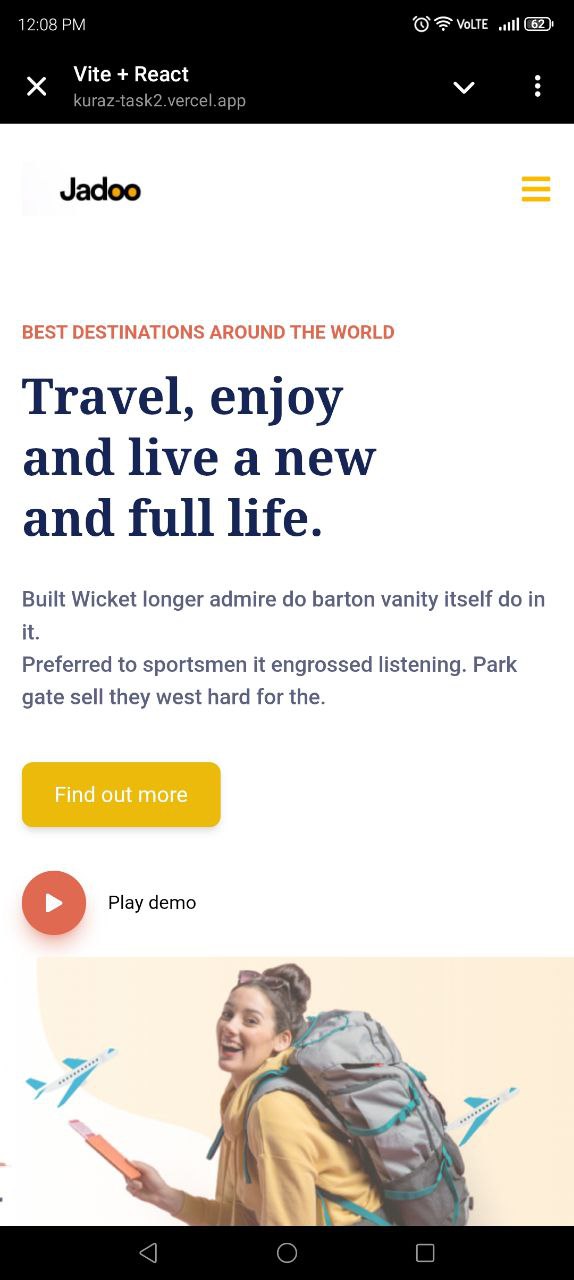 12:08 PM
VoLTE
62
Vite + React
kuraz-task2.vercel.app
Jadoo
BEST DESTINATIONS AROUND THE WORLD
Travel, enjoy
and live a new
and full life.
Built Wicket longer admire do barton vanity itself do in
it.
Preferred to sportsmen it engrossed listening. Park
gate sell they west hard for the.
Find out more
Play demo